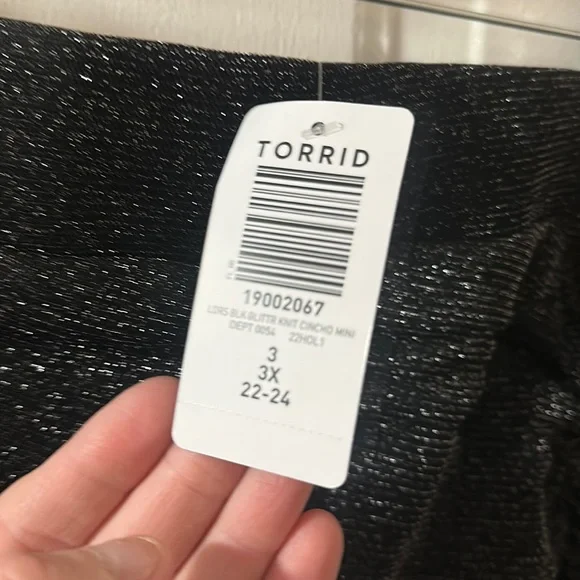 TORRID
19002067
LDRS BLK GLITTR KNIT CINCHD MINI
DEPT 0054 22HOL1
3
3X
22-24